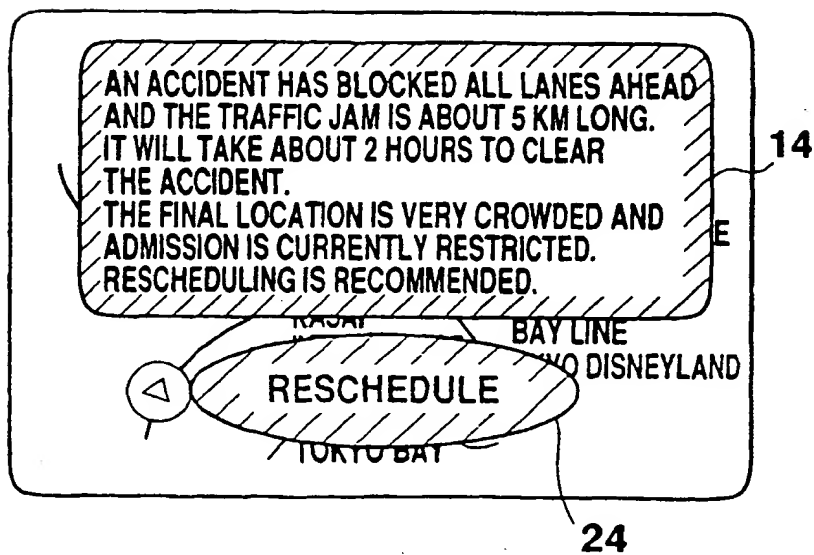 AN ACCIDENT HAS BLOCKED ALL LANES AHEAD
AND THE TRAFFIC JAM IS ABOUT 5 KM LONG.
IT WILL TAKE ABOUT 2 HOURS TO CLEAR
THE ACCIDENT.
THE FINAL LOCATION IS VERY CROWDED AND
ADMISSION IS CURRENTLY RESTRICTED.
RESCHEDULING IS RECOMMENDED.
14
E
BAY LINE
DISNEYLAND
RESCHEDULE
TOKYO BAY
24